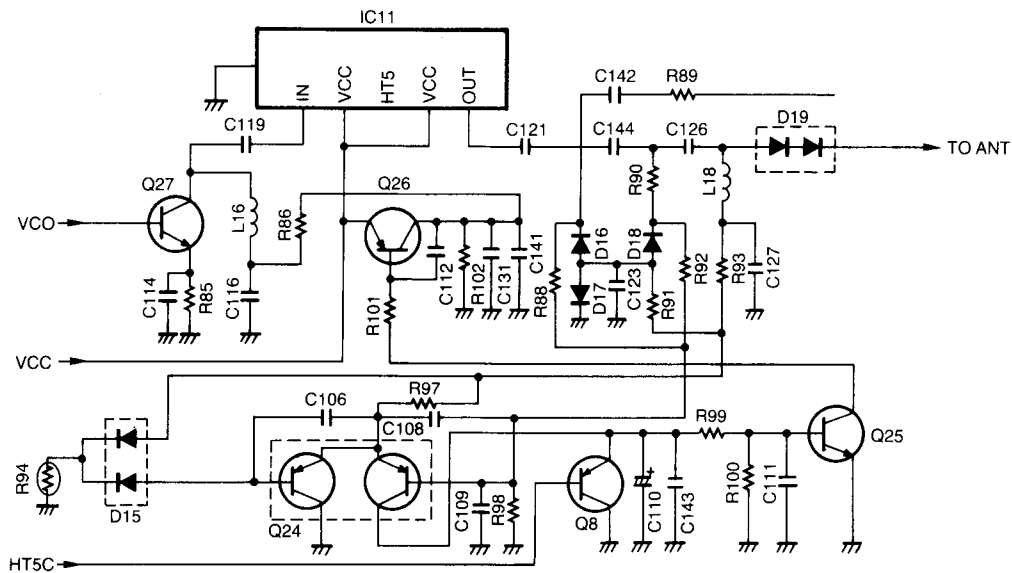 IC11
IN
VCC
HT5
VCC
OUT
C142
R89
C119
C121
C144
C126
D19
TO ANT
Q27
Q26
R90
L18
VCO
L16
R86
D16
D18
C114
R85
C116
R101
C112
R102
C131
C141
R88
D17
C123
R91
R92
R93
C127
VCC
R97
C106
C108
R99
Q25
R94
D15
Q24
C109
R98
Q8
C110
+
C143
R100
C111
HT5C